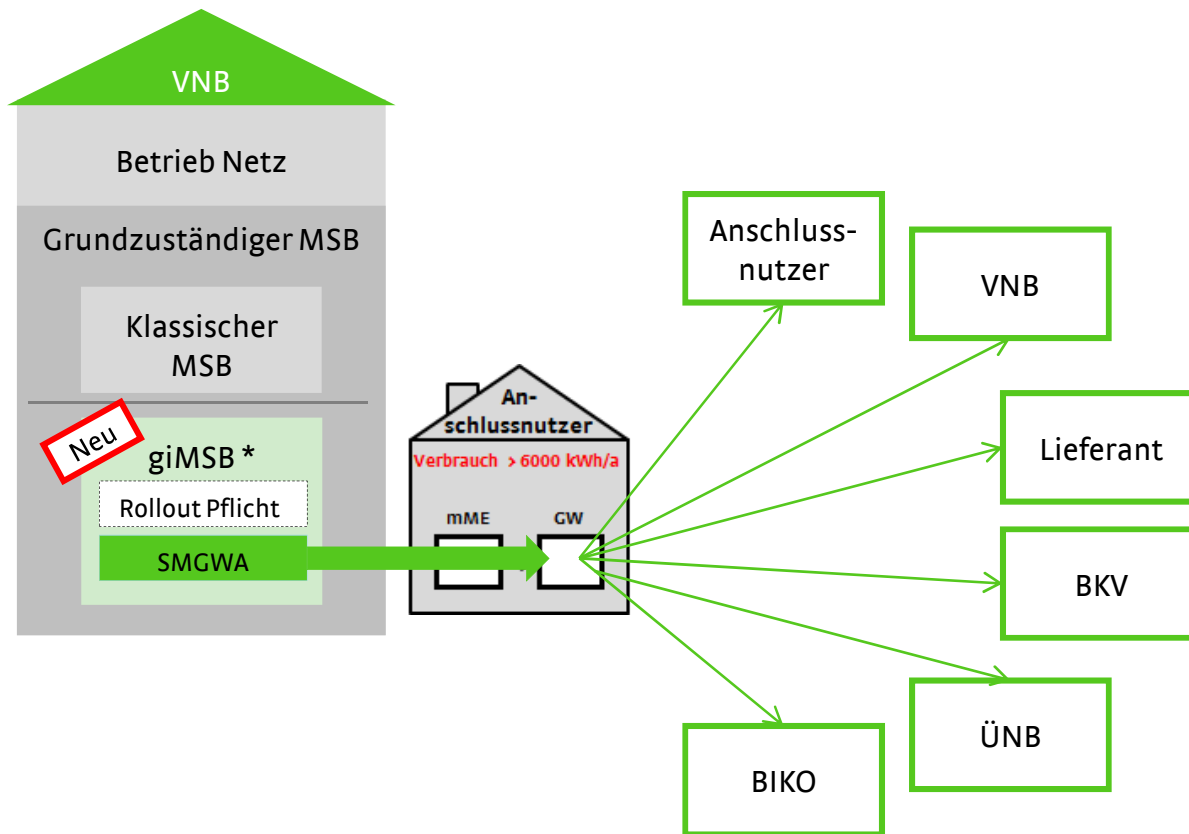 VNB
Betrieb Netz
Grundzuständiger MSB
Klassischer
MSB
Neu
giMSB *
Rollout Pflicht
SMGWA
An-
schlussnutzer
Verbrauch > 6000 kWh/a
mME GW
Anschluss-
nutzer
VNB
Lieferant
BKV
ÜNB
BIKO